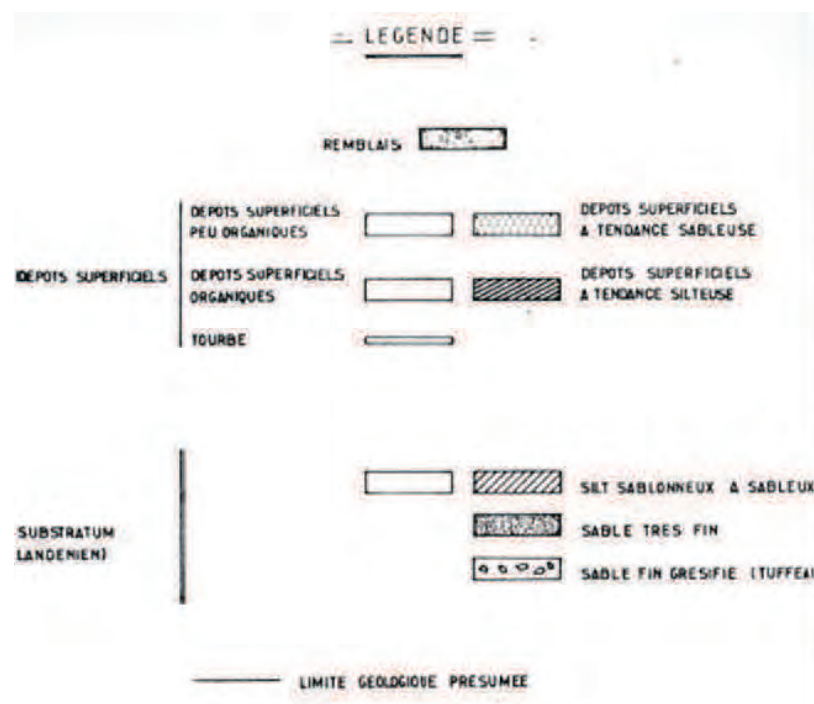 = LEGENDE =
REMBLAIS
DEPOTS SUPERFICIELS
PEU ORGANIQUES
DEPOTS SUPERFICIELS
A TENDANCE SABLEUSE
DEPOTS SUPERFICIELS
DEPOTS SUPERFICIELS
ORGANIQUES
DEPOTS SUPERFICIELS
A TENDANCE SILTEUSE
TOURBE
SUBSTRATUM
LANDENIEN)
SILT SABLONNEUX A SABLEUX
SABLE TRES FIN
SABLE FIN GRESIFIE (TUFFEAU
LIMITE GEOLOGIQUE PRESUMEE